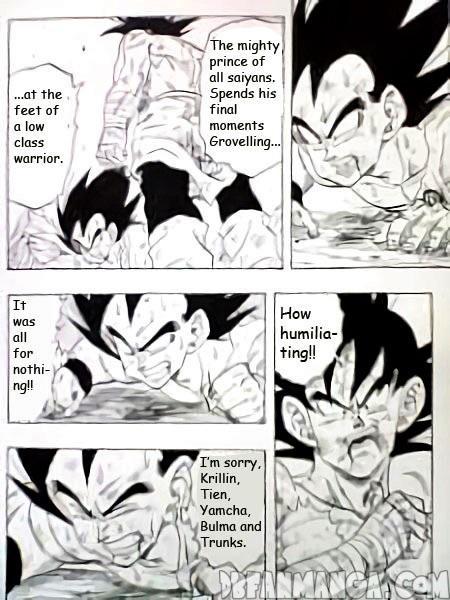 The mighty
prince of
all saiyans.
Spends his
final
moments
Grovelling...
...at the
feet of
a low
class
warrior.
It
was
all
for
nothi-
ng!!
How
humilia-
ting!!
I'm sorry,
Krillin,
Tien,
Yamcha,
Bulma and
Trunks.
DBFANMANGA.COM